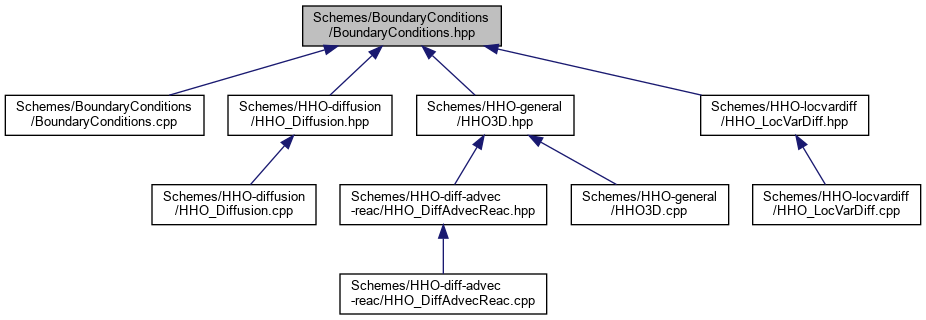 Schemes/BoundaryConditions
/BoundaryConditions.hpp
Schemes/BoundaryConditions
/BoundaryConditions.cpp
Schemes/HHO-diffusion
/HHO_Diffusion.hpp
Schemes/HHO-general
/HHO3D.hpp
Schemes/HHO-locvardiff
/HHO_LocVarDiff.hpp
Schemes/HHO-diffusion
/HHO_Diffusion.cpp
Schemes/HHO-diff-advec
-reac/HHO_DiffAdvecReac.hpp
Schemes/HHO-general
/HHO3D.cpp
Schemes/HHO-locvardiff
/HHO_LocVarDiff.cpp
Schemes/HHO-diff-advec
-reac/HHO_DiffAdvecReac.cpp